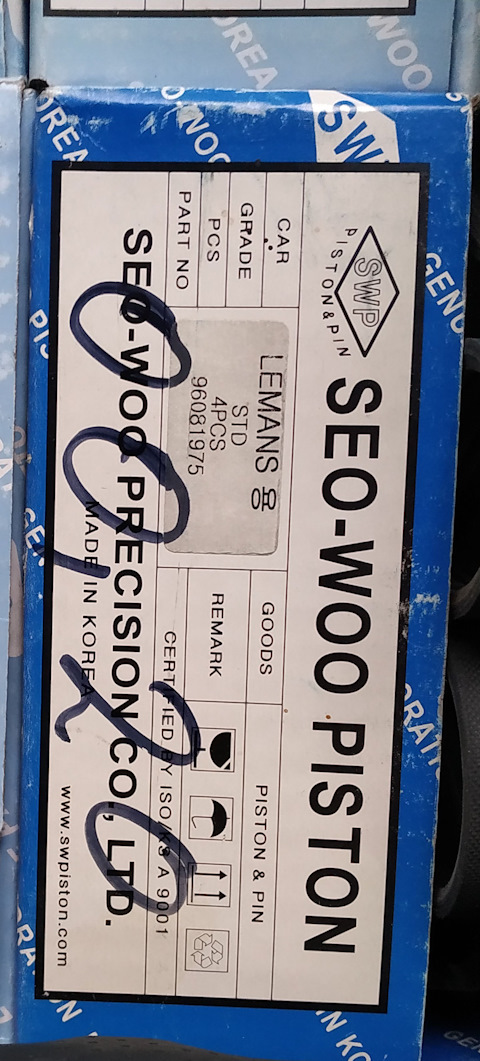 SWP
PISTON & PIN
SEO-WOO PISTON
CAR
LEMANS 용
GOODS
PISTON & PIN
GRADE
STD
PCS
4PCS
REMARK
PART NO
96081975
CERTIFIED BY ISO/KS A 9001
SEO-WOO PRECISION CO., LTD.
MADE IN KOREA
www.swpiston.com